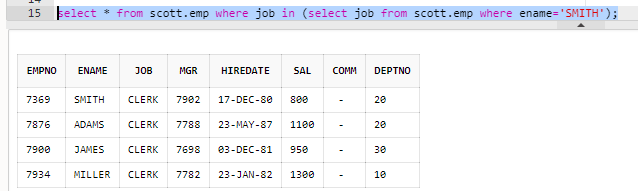 15 select * from scott.emp where job in (select job from scott.emp where ename='SMITH');
EMPNO ENAME JOB MGR HIREDATE SAL COMM DEPTNO
7369 SMITH CLERK 7902 17-DEC-80 800 - 20
7876 ADAMS CLERK 7788 23-MAY-87 1100 - 20
7900 JAMES CLERK 7698 03-DEC-81 950 - 30
7934 MILLER CLERK 7782 23-JAN-82 1300 - 10